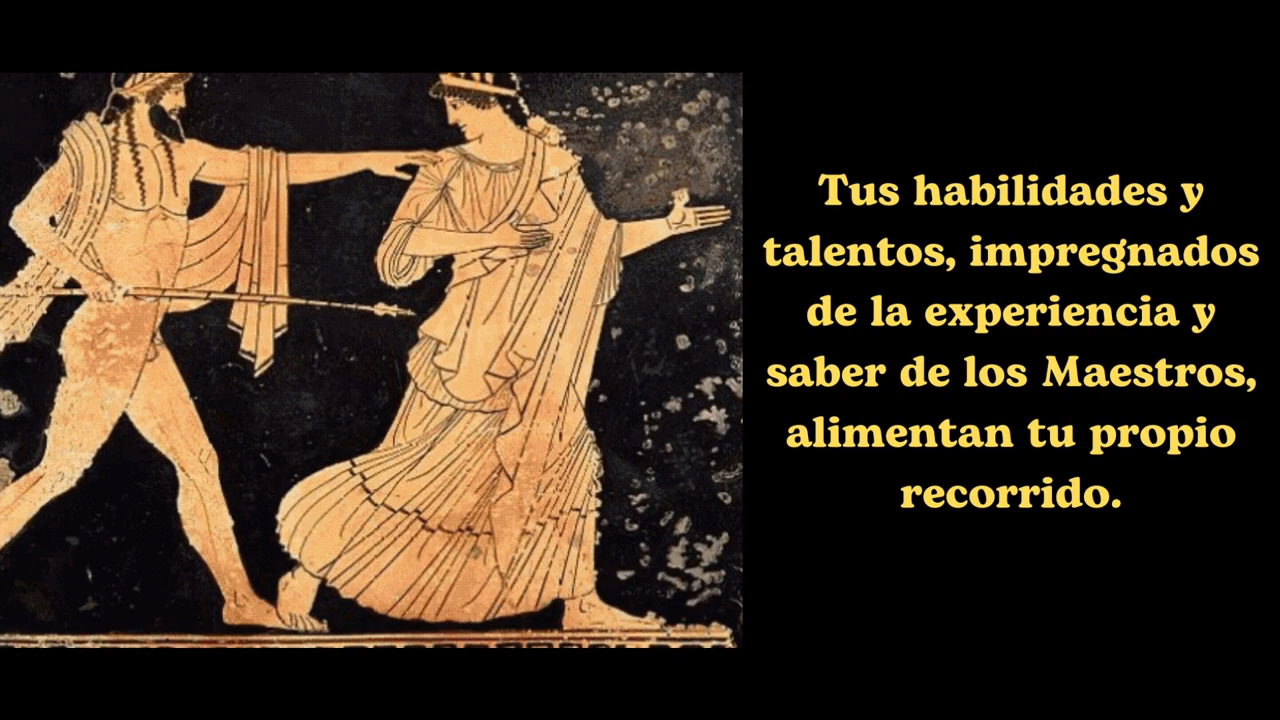 Tus habilidades y
talentos, impregnados
de la experiencia y
saber de los Maestros,
alimentan tu propio
recorrido.